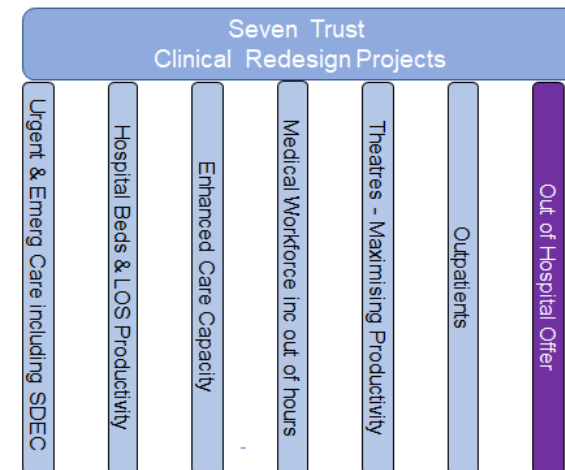 Seven Trust
Clinical Redesign Projects
Urgent & Emerg Care including SDEC
Hospital Beds & LOS Productivity
Enhanced Care Capacity
Medical Workforce inc out of hours
Theatres - Maximising Productivity
Outpatients
Out of Hospital Offer